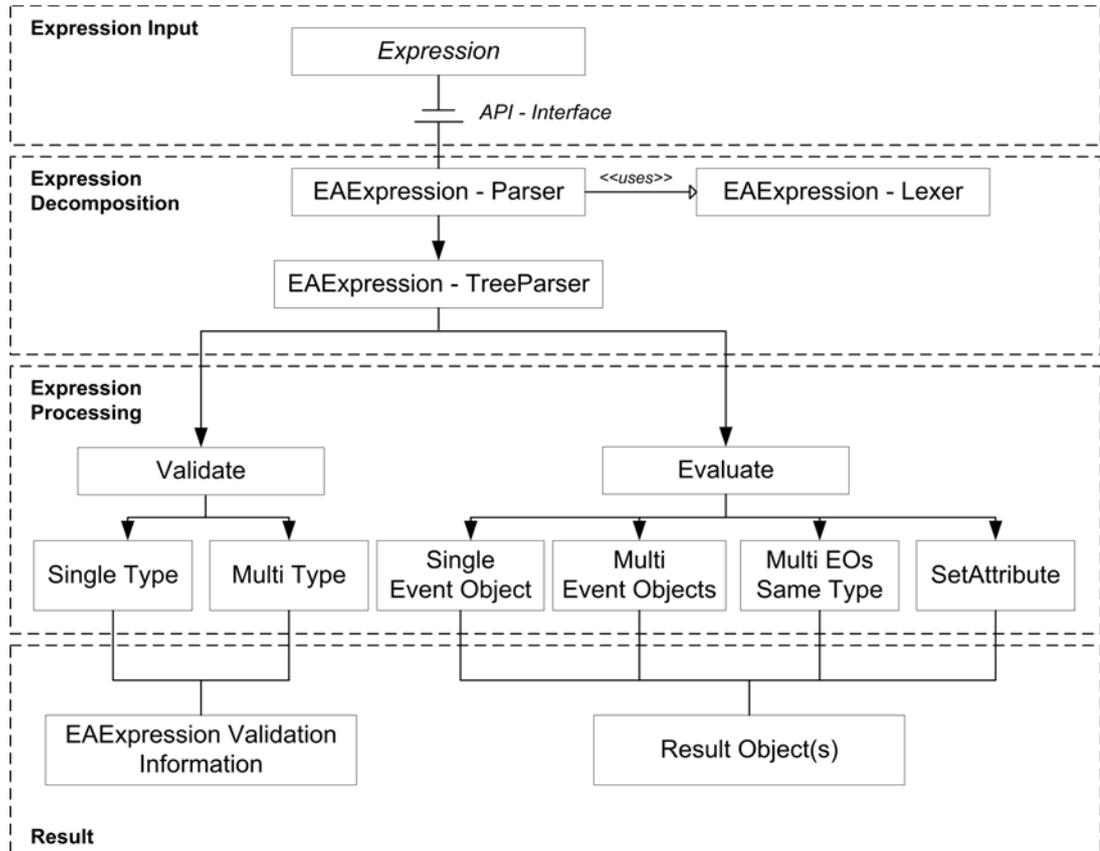 Expression Input
Expression
API - Interface
Expression
Decomposition
EAExpression - Parser
<<uses>>
EAExpression - Lexer
EAExpression - TreeParser
Expression
Processing
Validate
Evaluate
Single Type
Multi Type
Single
Event Object
Multi
Event Objects
Multi EOs
Same Type
SetAttribute
EAExpression Validation
Information
Result Object(s)
Result